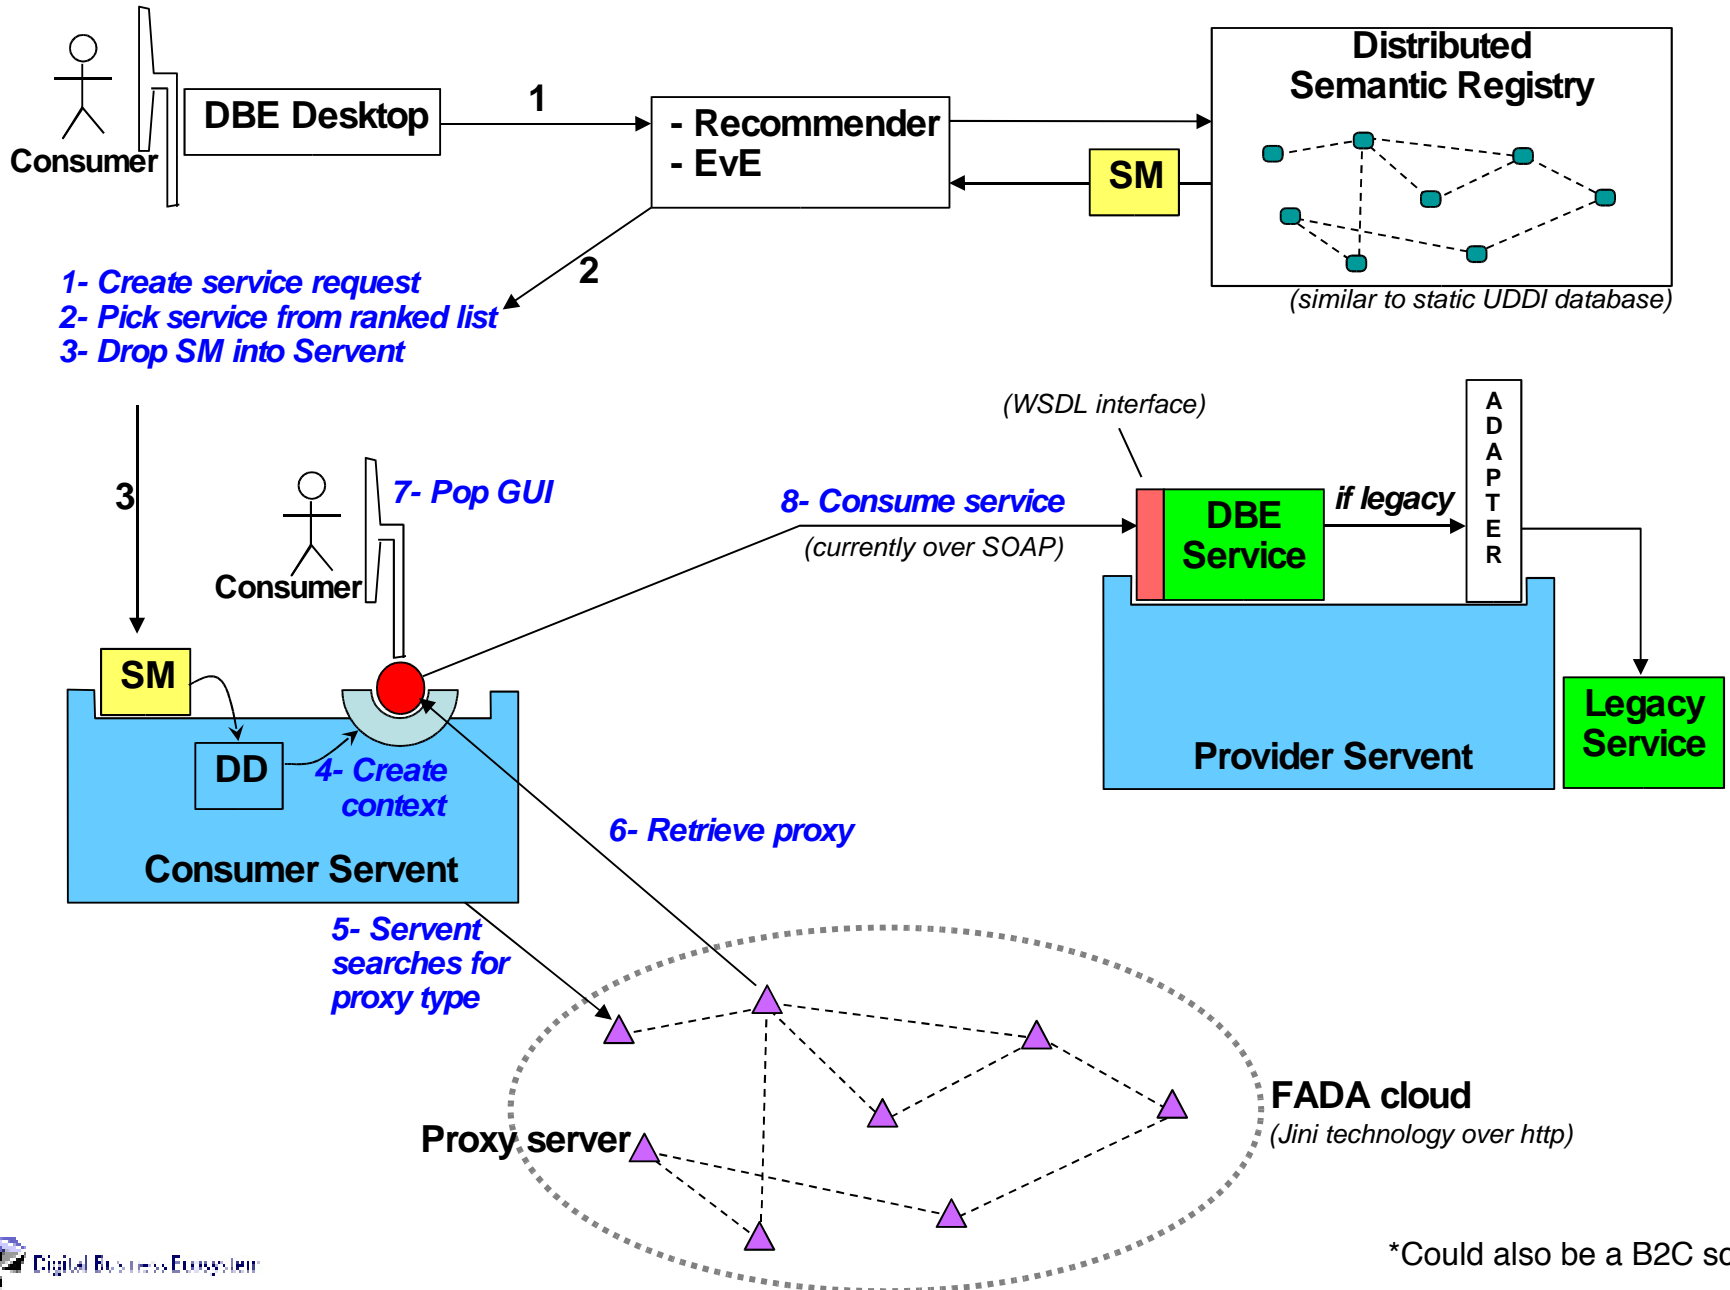 Distributed
Semantic Registry
DBE Desktop
1
- Recommender
- EvE
SM
Consumer
(similar to static UDDI database)
2
1- Create service request
2- Pick service from ranked list
3- Drop SM into Servent
(WSDL interface)
A
D
A
P
T
E
R
3
7- Pop GUI
8- Consume service
(currently over SOAP)
DBE
Service
if legacy
Consumer
SM
DD
4- Create
context
Consumer Servent
Provider Servent
Legacy
Service
6- Retrieve proxy
5- Servent
searches for
proxy type
FADA cloud
(Jini technology over http)
Proxy server
Digital Business Ecosystem
*Could also be a B2C